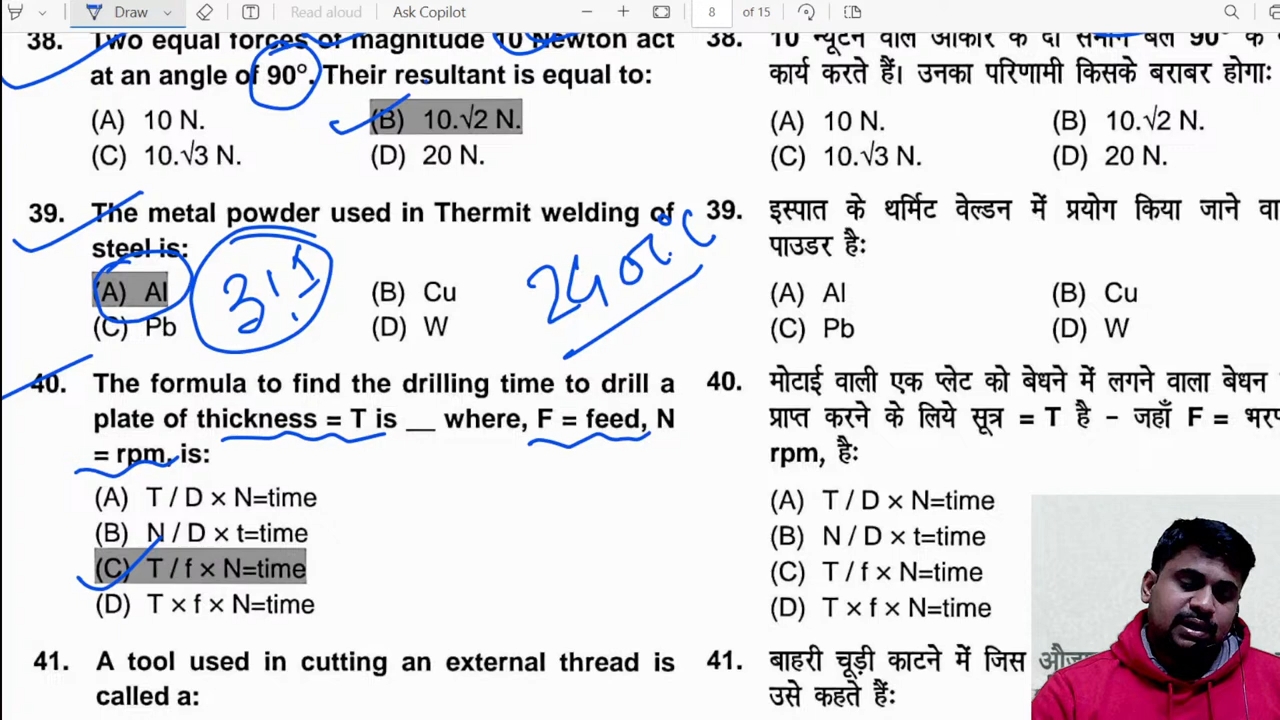 Draw
Read aloud
Ask Copilot
8
of 15
38. Two equal forces of magnitude 10 Newton act
at an angle of 90°. Their resultant is equal to:
(A) 10 N.
(B) 10.√2 N.
(C) 10.√3 N.
(D) 20 N.
39. The metal powder used in Thermit welding of
steel is:
(A) Al
(B) Cu
(C) Pb
(D) W
3:1
2400°C
40. The formula to find the drilling time to drill a
plate of thickness = T is __ where, F = feed, N
= rpm, is:
(A) T / D × N=time
(B) N / D × t=time
(C) T / f × N=time
(D) T × f × N=time
41. A tool used in cutting an external thread is
called a:
38. 10 न्यूटन वाले आकार के दो समान बल 90° के
कार्य करते हैं। उनका परिणामी किसके बराबर होगाः
(A) 10 N.
(B) 10.√2 N.
(C) 10.√3 N.
(D) 20 N.
39. इस्पात के थर्मिट वेल्डन में प्रयोग किया जाने
पाउडर हैः
(A) Al
(B) Cu
(C) Pb
(D) W
40. मोटाई वाली एक प्लेट को बेधने में लगने वाला बेधन
प्राप्त करने के लिये सूत्र = T है - जहाँ F =
rpm, हैः
(A) T / D × N=time
(B) N / D × t=time
(C) T / f × N=time
(D) T × f × N=time
41. बाहरी चूड़ी काटने में जिस
उसे कहते हैंः